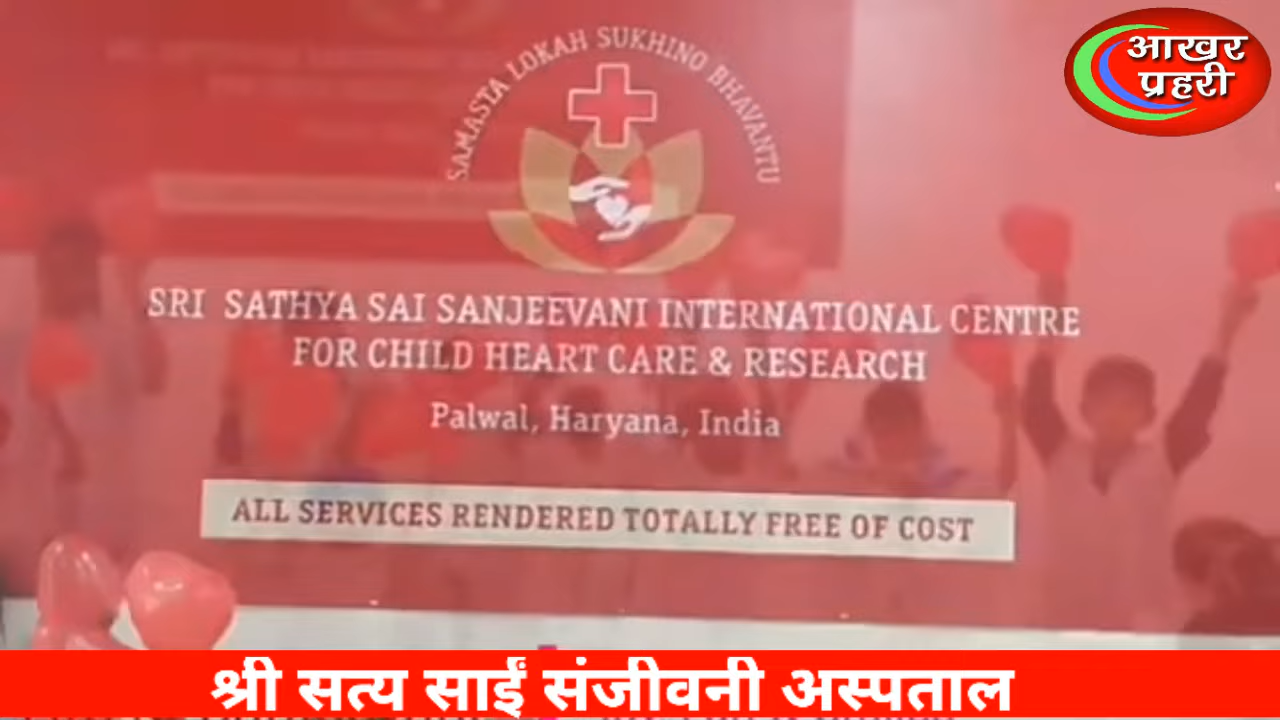 आखर
प्रहरी
SAMASTA LOKAH SUKHINO BHAVANTU
SRI SATHYA SAI SANJEEVANI INTERNATIONAL CENTRE
FOR CHILD HEART CARE & RESEARCH
Palwal, Haryana, India
ALL SERVICES RENDERED TOTALLY FREE OF COST
श्री सत्य साईं संजीवनी अस्पताल